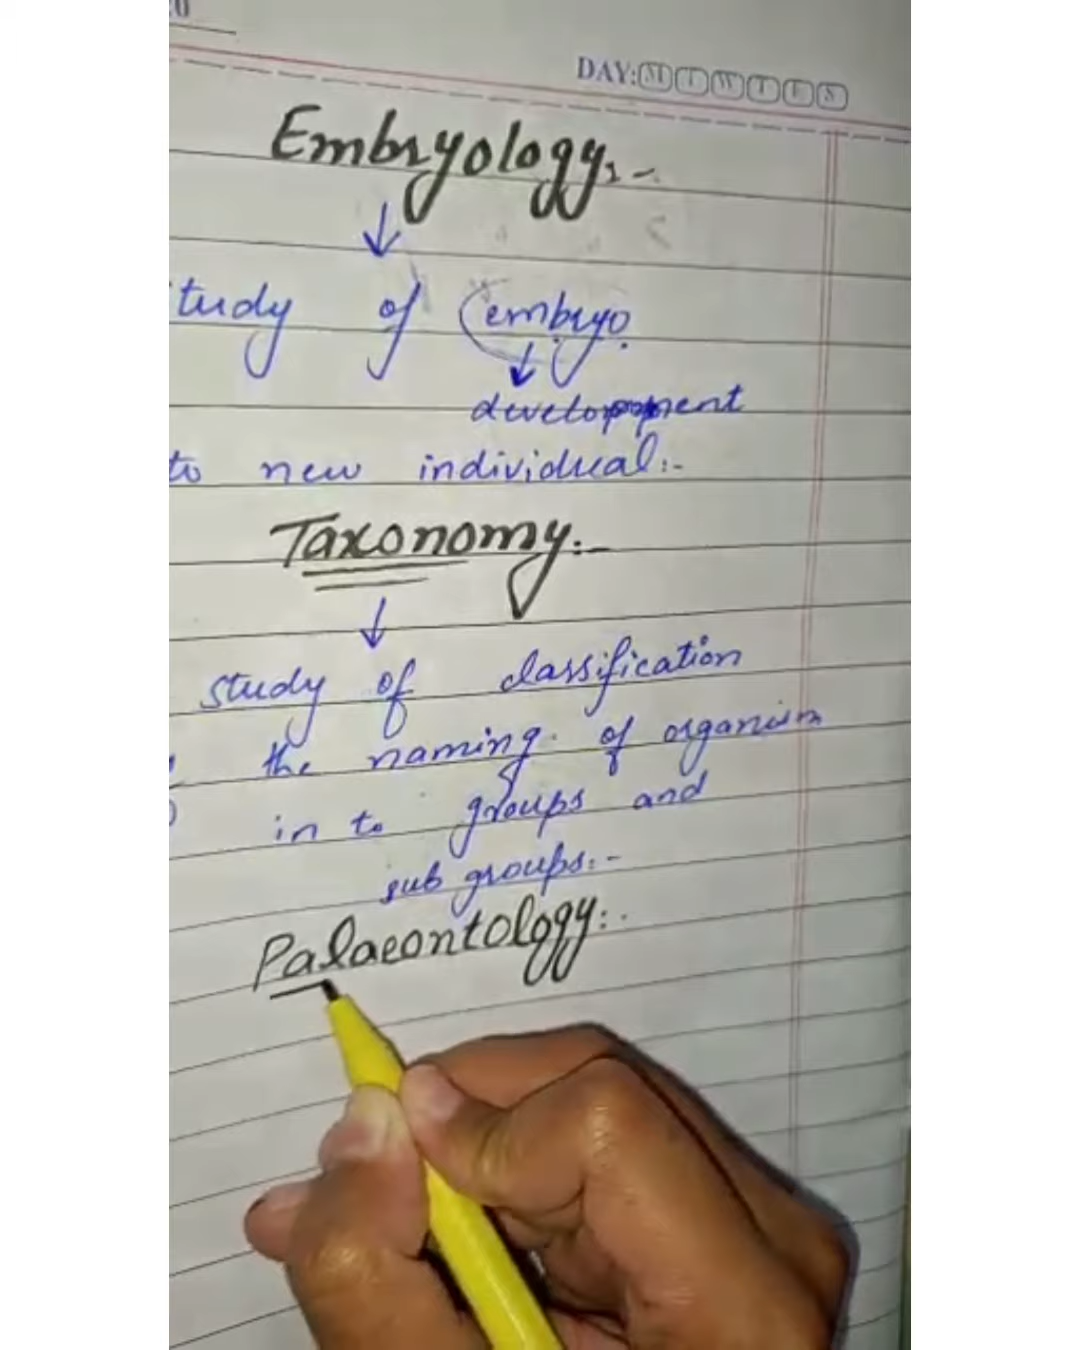 20
DAY: M T W T F S
Embryology:-
tudy of embryo.
development
to new individual:-
Taxonomy:-
study of classification
the naming of organism
in to groups and
sub groups:-
Palaeontology:-